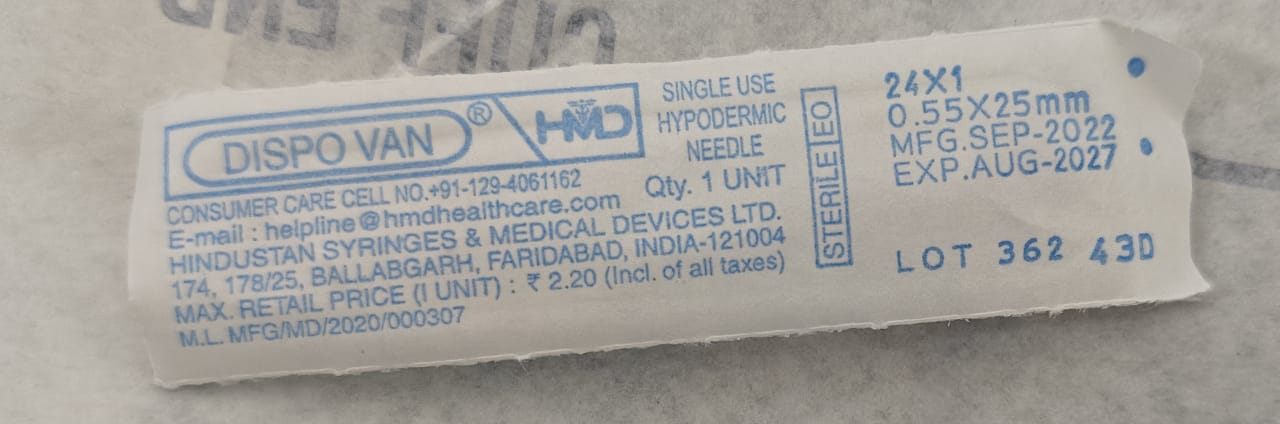 DISPO VAN® HMD
CONSUMER CARE CELL NO.+91-129-4061162
E-mail : helpline@hmdhealthcare.com
HINDUSTAN SYRINGES & MEDICAL DEVICES LTD.
174, 178/25, BALLABGARH, FARIDABAD, INDIA-121004
MAX. RETAIL PRICE (I UNIT) : ₹ 2.20 (Incl. of all taxes)
M.L. MFG/MD/2020/000307
SINGLE USE
HYPODERMIC
NEEDLE
Qty. 1 UNIT
STERILE EO
24X1
0.55X25mm
MFG.SEP-2022
EXP.AUG-2027
LOT 362 43D